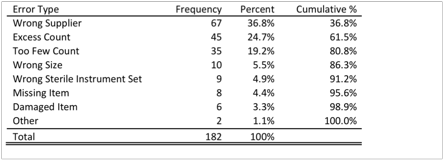 Error Type Frequency Percent Cumulative %
Wrong Supplier 67 36.8% 36.8%
Excess Count 45 24.7% 61.5%
Too Few Count 35 19.2% 80.8%
Wrong Size 10 5.5% 86.3%
Wrong Sterile Instrument Set 9 4.9% 91.2%
Missing Item 8 4.4% 95.6%
Damaged Item 6 3.3% 98.9%
Other 2 1.1% 100.0%
Total 182 100%